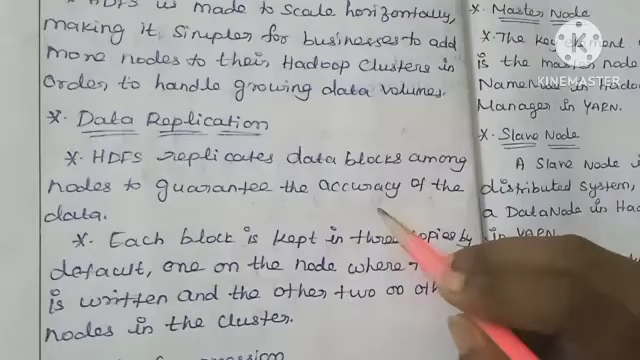 HDFS is made to scale horizontally,
making it simpler for businesses to add
more nodes to their Hadoop clusters in
order to handle growing data volumes.
* Data Replication
* HDFS replicates data blocks among
nodes to guarantee the accuracy of the
data.
* Each block is kept in three copies by
default, one on the node where
is written and the other two on
nodes in the cluster.
* Master Node
* The key
is the master node
NameNode in
Manager in YARN.
* Slave Node
A Slave Node
distributed system,
a DataNode in
in YARN.
KINEMASTER